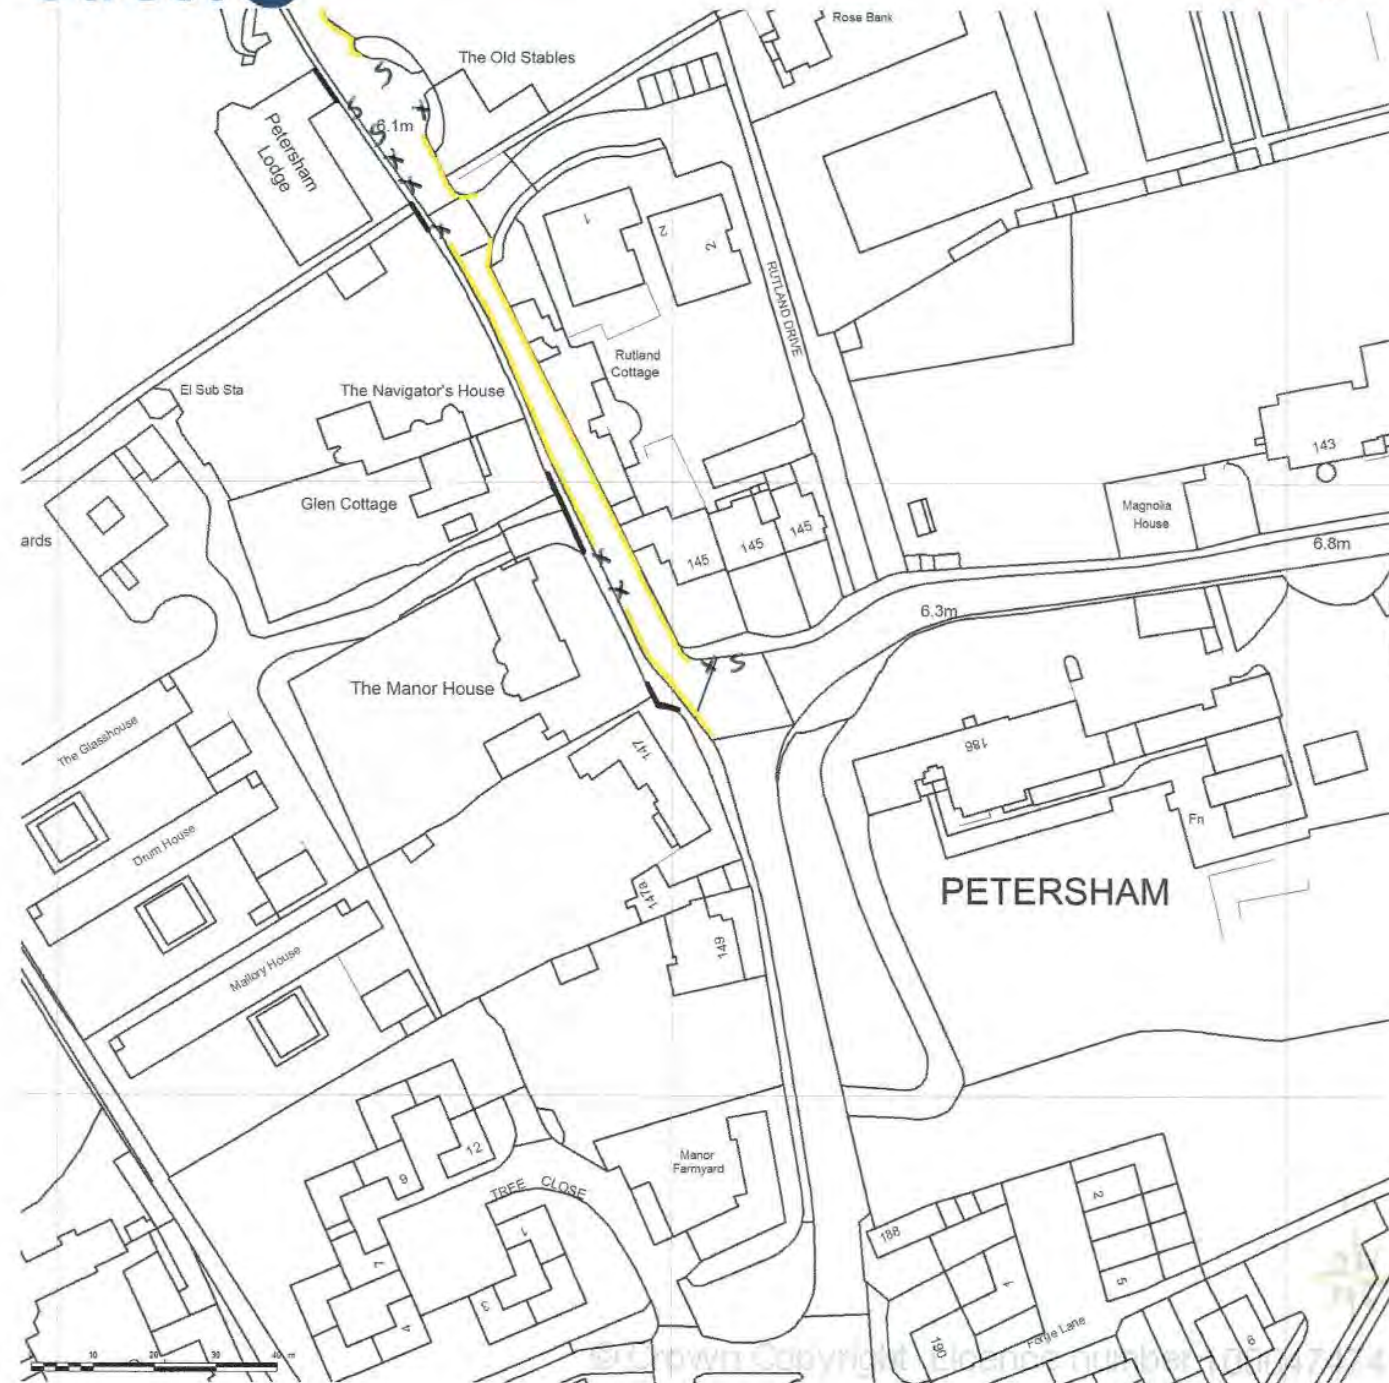 Rose Bank
The Old Stables
S
S
S
6.1m
Petersham
Lodge
1
2
2
RUTLAND DRIVE
Rutland
Cottage
El Sub Sta
The Navigator's House
Glen Cottage
143
Magnolia
House
ards
145
145
145
6.8m
6.3m
S
The Manor House
The Glasshouse
147
186
Drum House
Fn
PETERSHAM
147a
149
Mallory House
12
9
Manor
Farmyard
TREE CLOSE
1
2
188
7
3
4
1
5
Forge Lane
190
10 20 30 40 m
© Crown Copyright